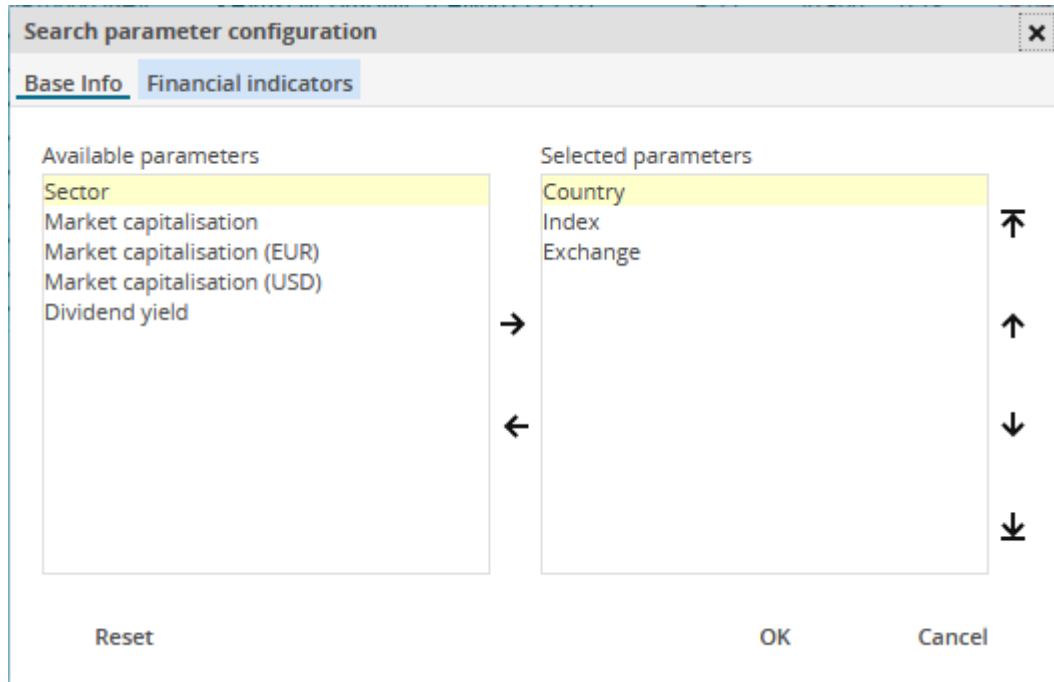 Search parameter configuration
Base Info Financial indicators
Available parameters
Sector
Market capitalisation
Market capitalisation (EUR)
Market capitalisation (USD)
Dividend yield
Selected parameters
Country
Index
Exchange
Reset OK Cancel